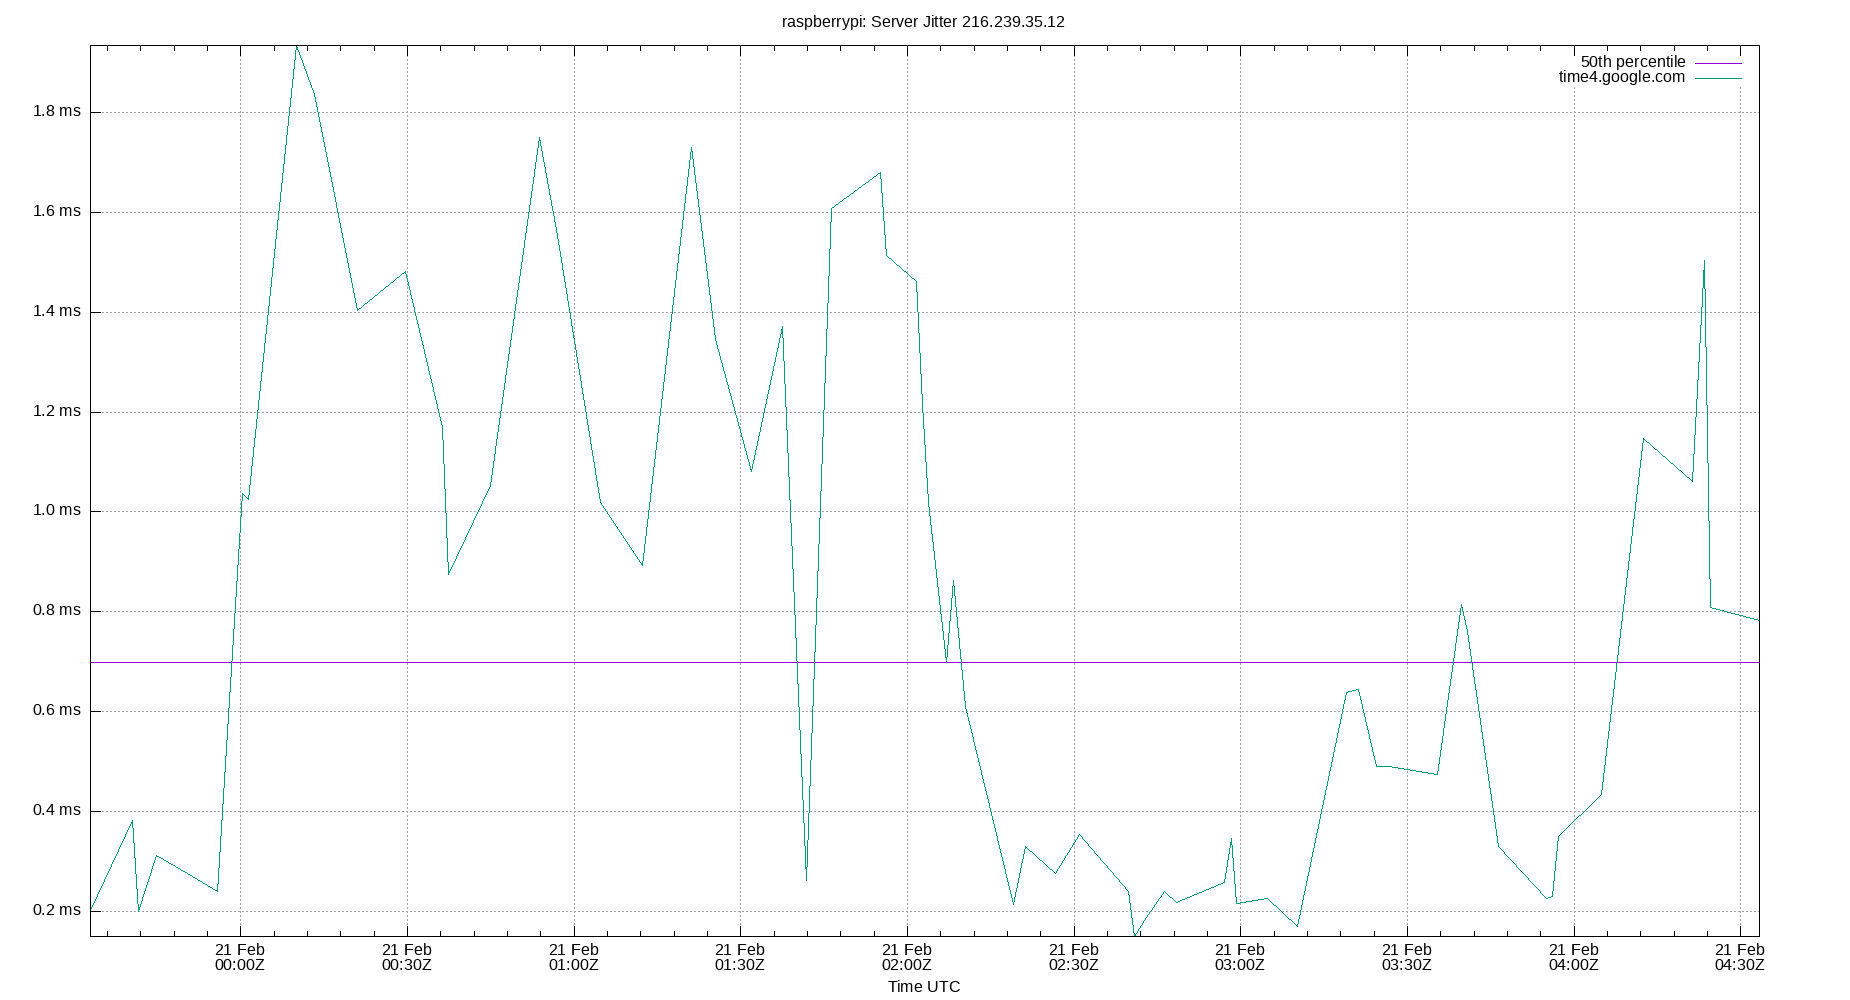 raspberrypi: Server Jitter 216.239.35.12
50th percentile
time4.google.com
1.8 ms
1.6 ms
1.4 ms
1.2 ms
1.0 ms
0.8 ms
0.6 ms
0.4 ms
0.2 ms
21 Feb 21 Feb 21 Feb 21 Feb 21 Feb 21 Feb 21 Feb 21 Feb 21 Feb 21 Feb
00:00Z 00:30Z 01:00Z 01:30Z 02:00Z 02:30Z 03:00Z 03:30Z 04:00Z 04:30Z
Time UTC